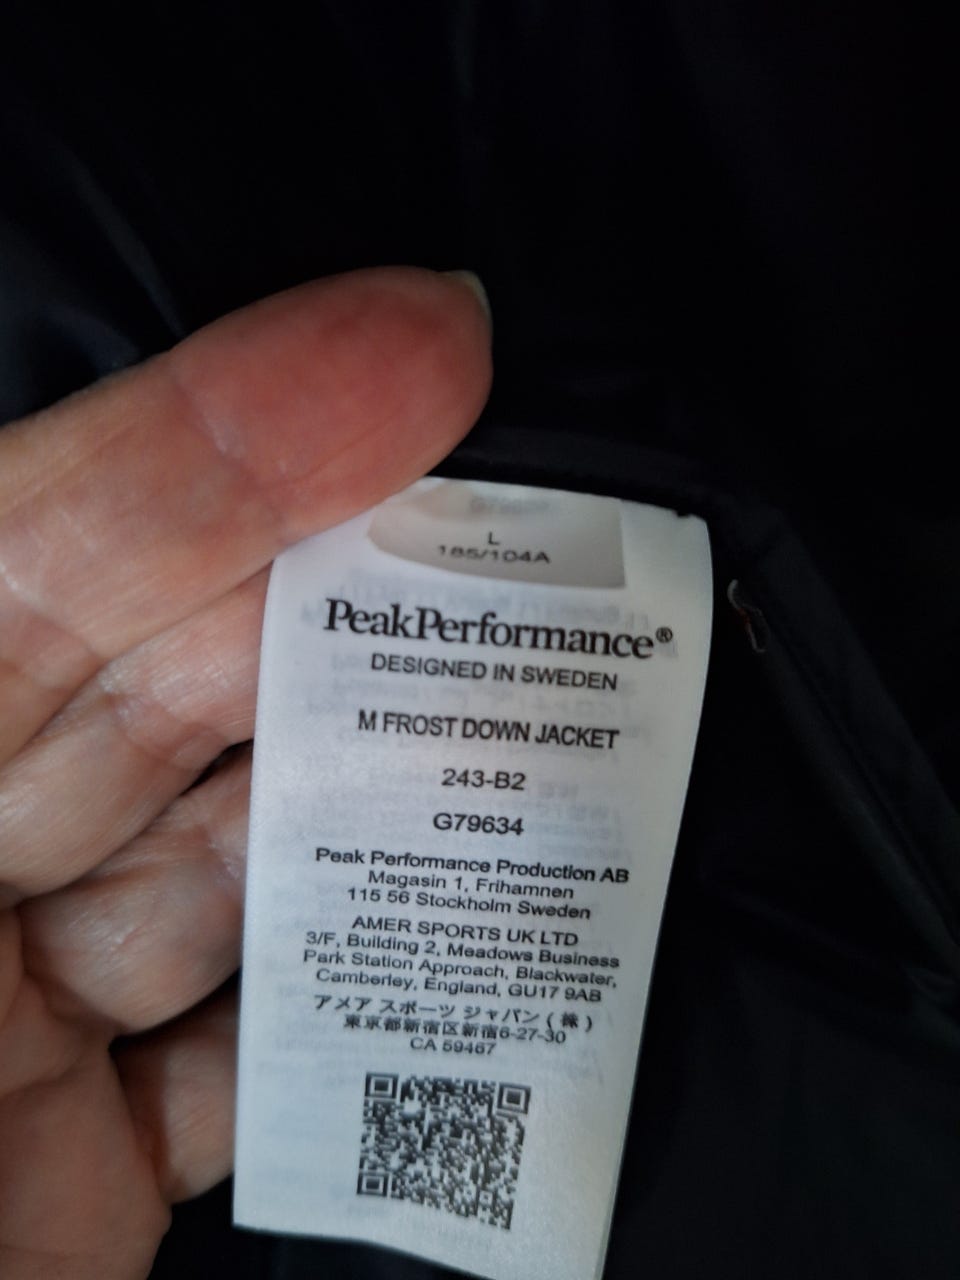 L
185/104A
PeakPerformance®
DESIGNED IN SWEDEN
M FROST DOWN JACKET
243-B2
G79634
Peak Performance Production AB
Magasin 1, Frihamnen
115 56 Stockholm Sweden
AMER SPORTS UK LTD
3/F, Building 2, Meadows Business
Park Station Approach, Blackwater,
Camberley, England, GU17 9AB
アメア スポーツ ジャパン ( 株 )
東京都新宿区新宿6-27-30
CA 59467